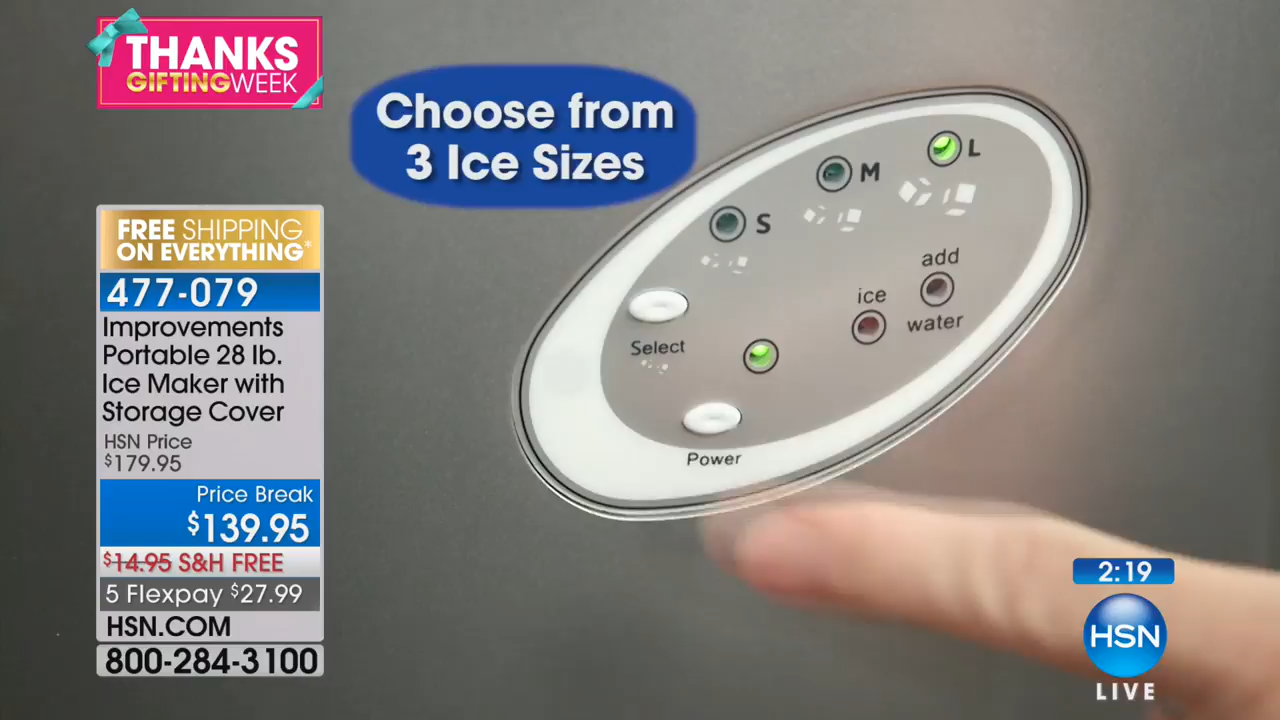 THANKS
GIFTINGWEEK
Choose from
3 Ice Sizes
FREE SHIPPING
ON EVERYTHING*
477-079
Improvements
Portable 28 lb.
Ice Maker with
Storage Cover
HSN Price
$179.95
Price Break
$139.95
$14.95 S&H FREE
5 Flexpay $27.99
HSN.COM
800-284-3100
L
M
S
add
ice
water
Select
Power
2:19
HSN
LIVE